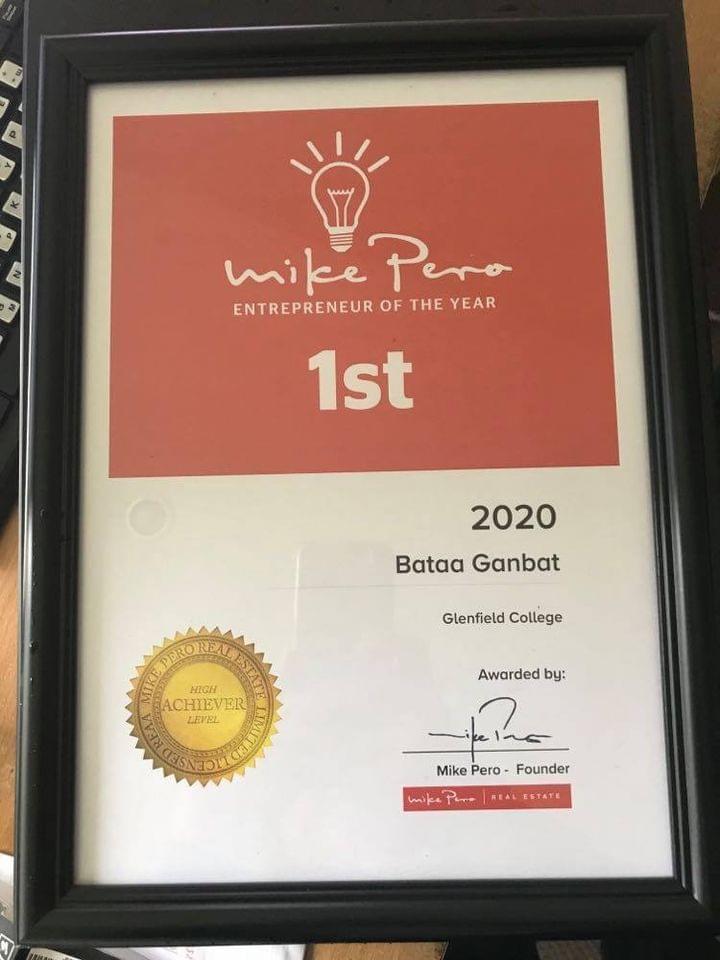 mike Pero
ENTREPRENEUR OF THE YEAR
1st
2020
Bataa Ganbat
Glenfield College
MIKE PERO REAL ESTATE LIMITED LICENSED REAA
HIGH
ACHIEVER
LEVEL
Awarded by:
Mike Pero
Mike Pero - Founder
mike Pero | REAL ESTATE